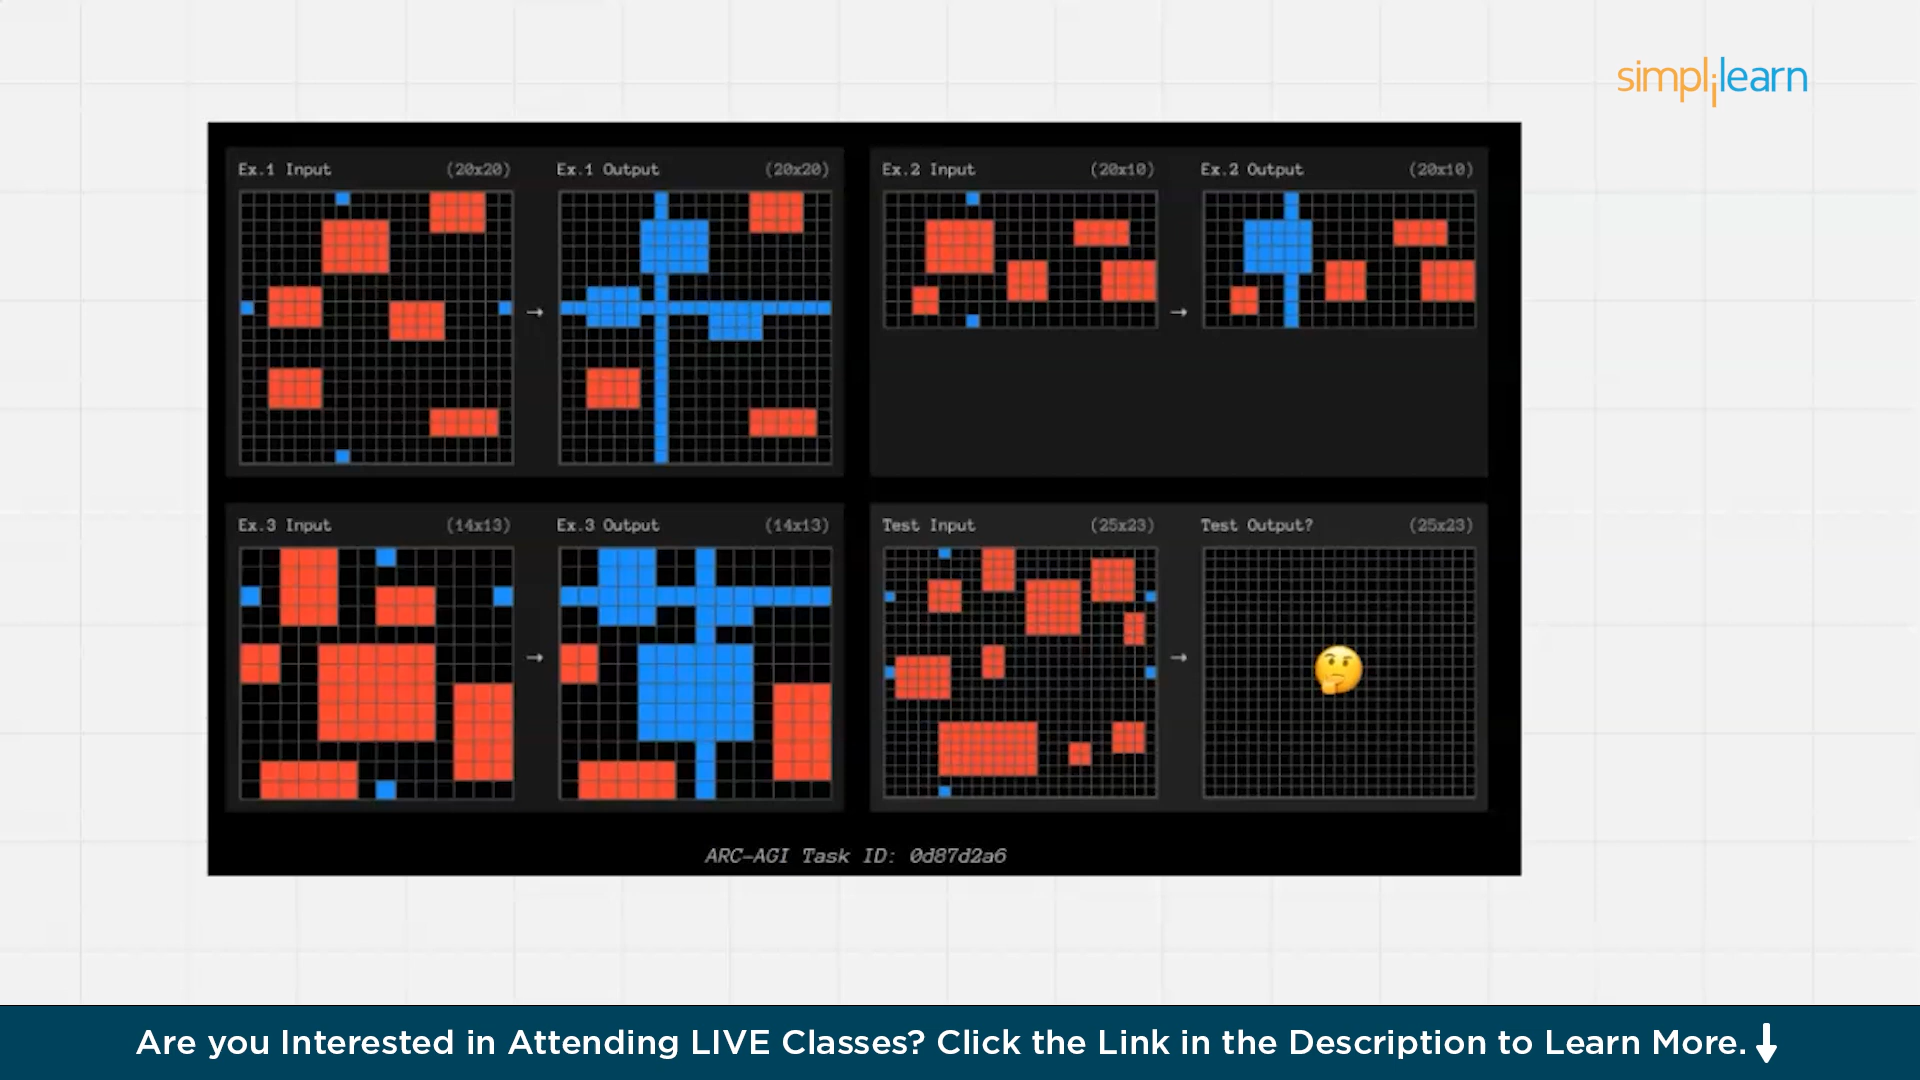 simplilearn
Ex.1 Input (20x20) Ex.1 Output (20x20)
Ex.2 Input (20x10) Ex.2 Output (20x10)
→
→
Ex.3 Input (14x13) Ex.3 Output (14x13)
Test Input (25x23) Test Output? (25x23)
→
→
ARC-AGI Task ID: 0d87d2a6
Are you Interested in Attending LIVE Classes? Click the Link in the Description to Learn More.